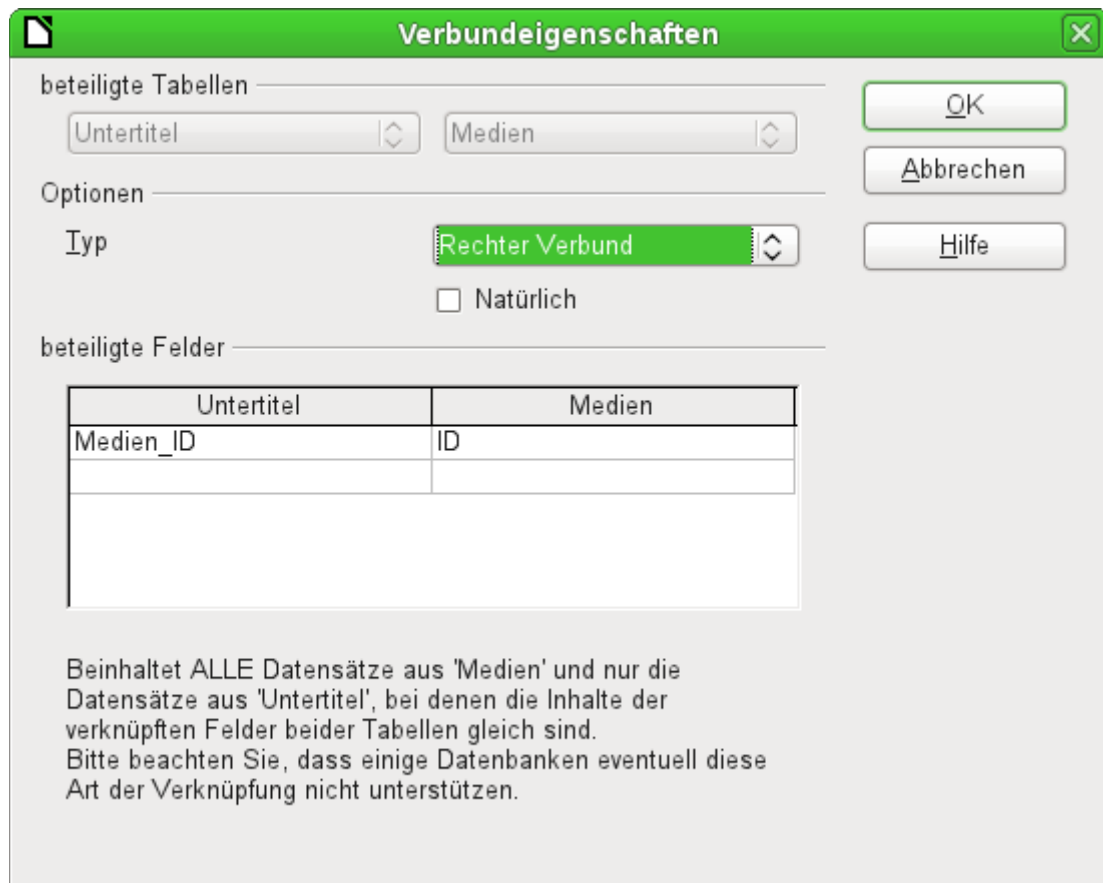 Verbundeigenschaften
beteiligte Tabellen
OK
Untertitel Medien
Abbrechen
Optionen
Typ Rechter Verbund Hilfe
Natürlich
beteiligte Felder
Untertitel Medien
Medien_ID ID
Beinhaltet ALLE Datensätze aus 'Medien' und nur die
Datensätze aus 'Untertitel', bei denen die Inhalte der
verknüpften Felder beider Tabellen gleich sind.
Bitte beachten Sie, dass einige Datenbanken eventuell diese
Art der Verknüpfung nicht unterstützen.